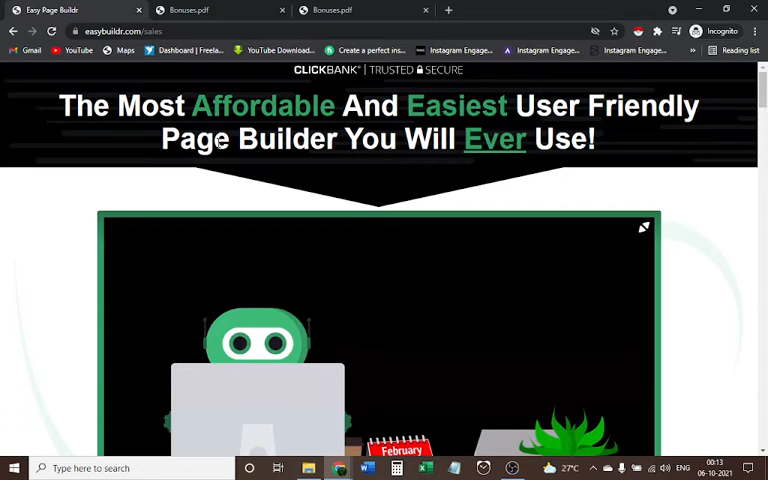 Easy Page Buildr
Bonuses.pdf
Bonuses.pdf
Incognito
easybuildr.com/sales
Gmail
YouTube
Maps
Dashboard | Freela...
YouTube Download...
Create a perfect ins...
Instagram Engage...
Instagram Engage...
Instagram Engage...
»
Reading list
CLICKBANK | TRUSTED SECURE
The Most Affordable And Easiest User Friendly
Page Builder You Will Ever Use!
February
Type here to search
27°C
ENG
00:13
06-10-2021